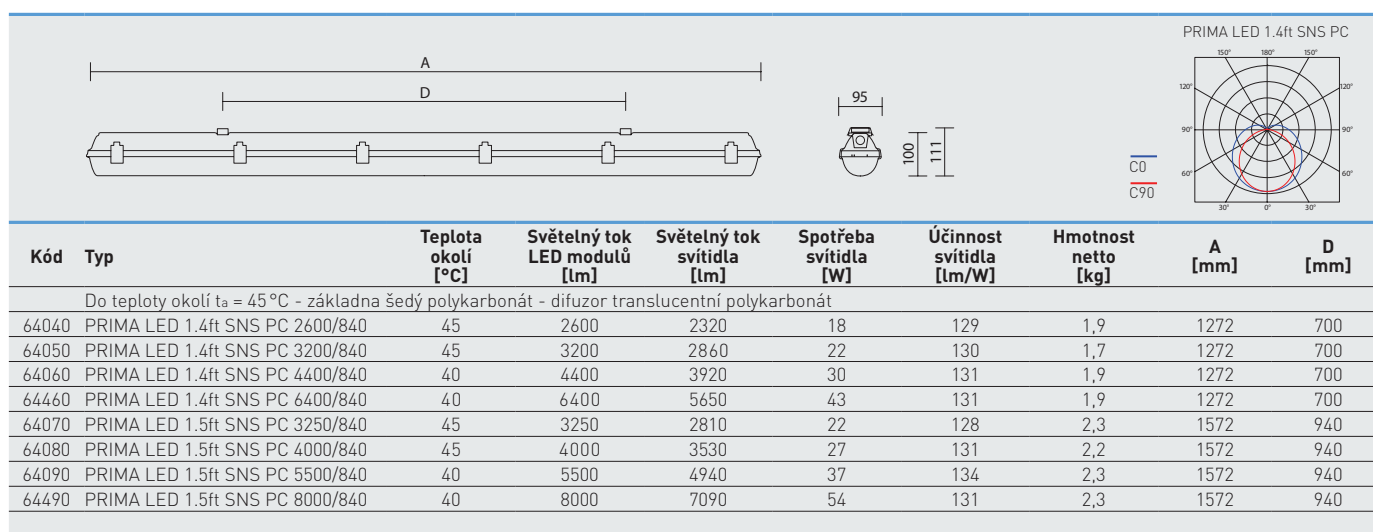 PRIMA LED 1.4ft SNS PC
150° 180° 150°
A
120° 120°
D
95
90° 90°
100
111
C0
60° 60°
C90
30° 0° 30°
Kód Typ Teplota okolí [°C] Světelný tok LED modulů [lm] Světelný tok svítidla [lm] Spotřeba svítidla [W] Účinnost svítidla [lm/W] Hmotnost netto [kg] A [mm] D [mm]
Do teploty okolí ta = 45°C - základna šedý polykarbonát - difuzor translucentní polykarbonát
64040 PRIMA LED 1.4ft SNS PC 2600/840 45 2600 2320 18 129 1,9 1272 700
64050 PRIMA LED 1.4ft SNS PC 3200/840 45 3200 2860 22 130 1,7 1272 700
64060 PRIMA LED 1.4ft SNS PC 4400/840 40 4400 3920 30 131 1,9 1272 700
64460 PRIMA LED 1.4ft SNS PC 6400/840 40 6400 5650 43 131 1,9 1272 700
64070 PRIMA LED 1.5ft SNS PC 3250/840 45 3250 2810 22 128 2,3 1572 940
64080 PRIMA LED 1.5ft SNS PC 4000/840 45 4000 3530 27 131 2,2 1572 940
64090 PRIMA LED 1.5ft SNS PC 5500/840 40 5500 4940 37 134 2,3 1572 940
64490 PRIMA LED 1.5ft SNS PC 8000/840 40 8000 7090 54 131 2,3 1572 940